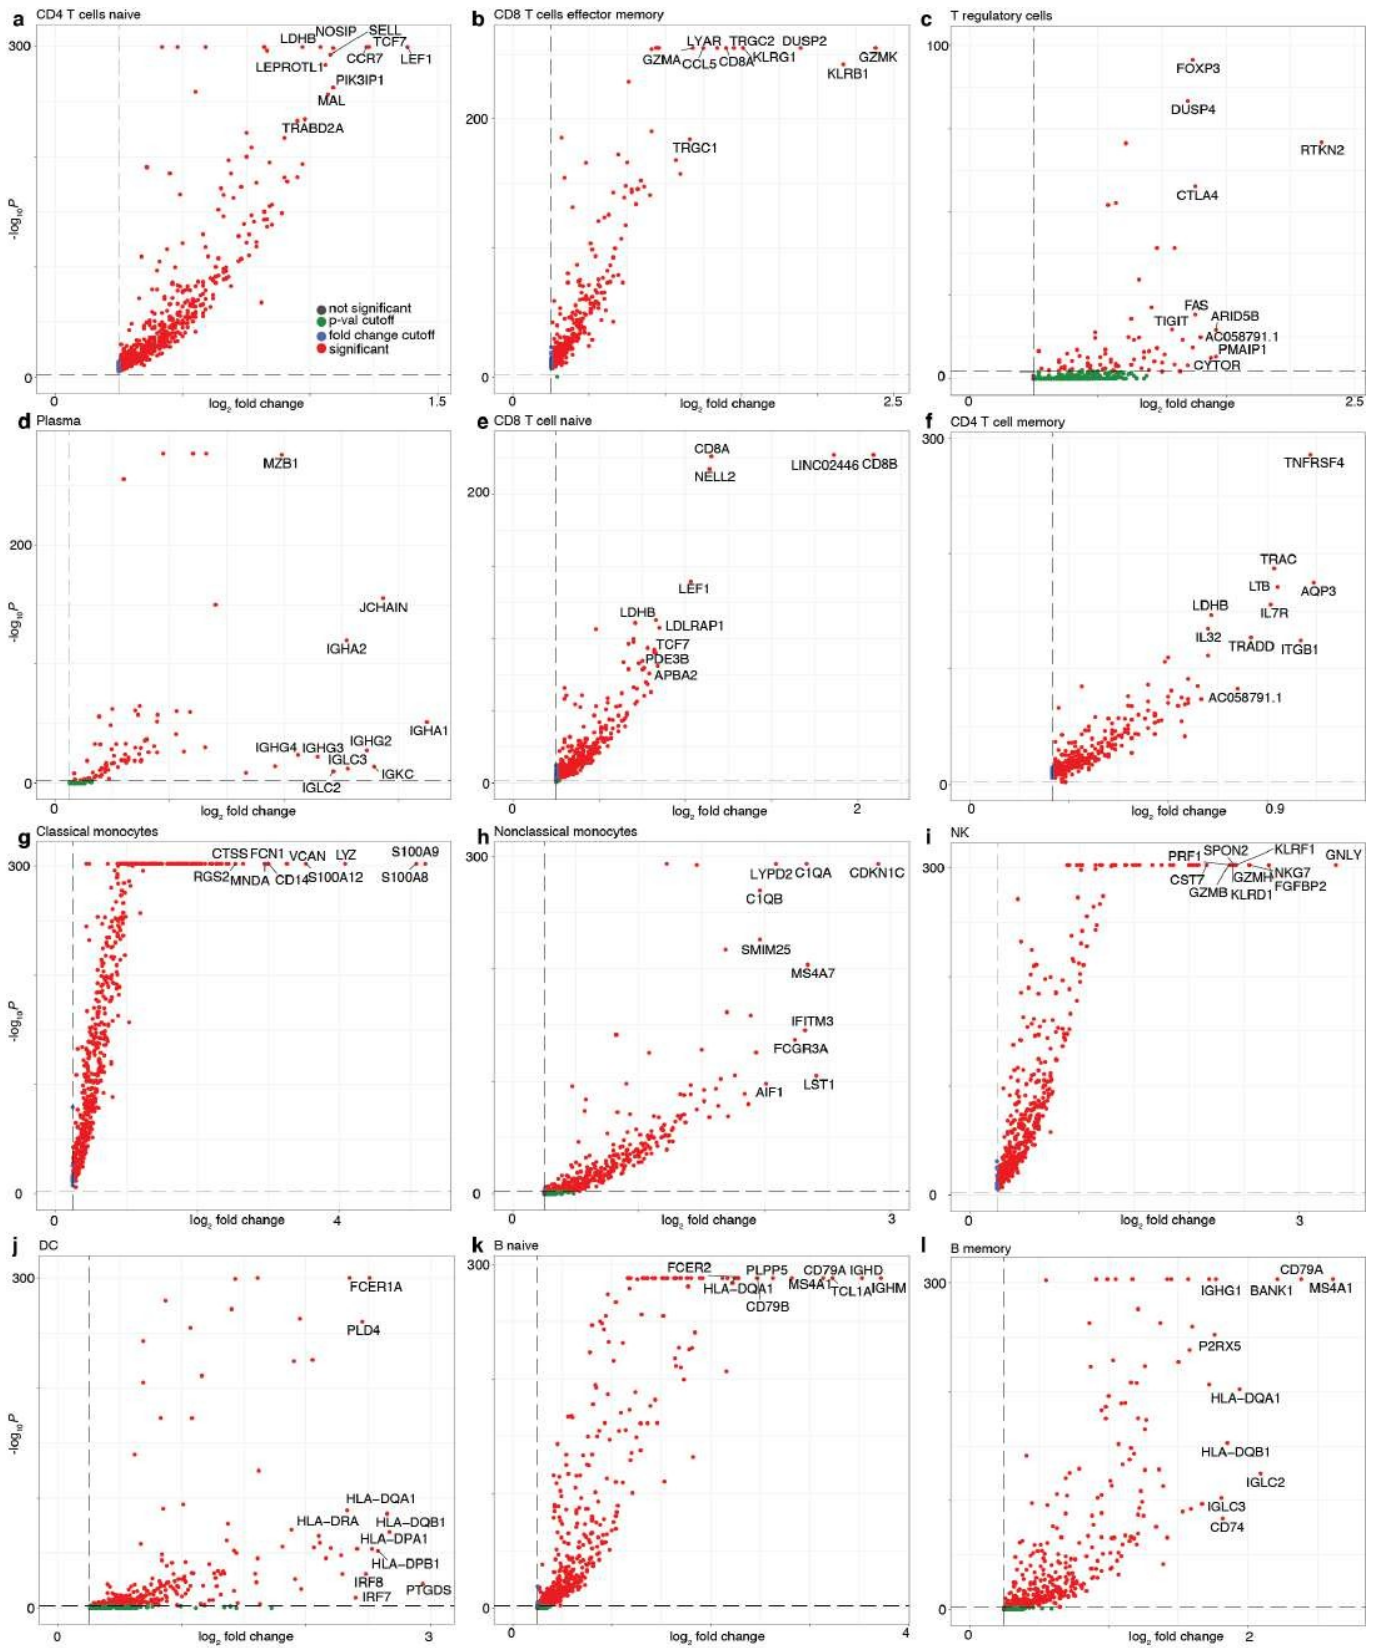 a CD4 T cells naive
300
NOSIP SELL
LDHB TCF7
CCR7 LEF1
LEPROTL1
PIK3IP1
MAL
TRABD2A
-log10P
not significant
p-val cutoff
fold change cutoff
significant
0
0 log2 fold change 1.5
b CD8 T cells effector memory
LYAR TRGC2 DUSP2
GZMA CCL5 CD8A KLRG1 GZMK
KLRB1
200
TRGC1
0
0 log2 fold change 2.5
c T regulatory cells
100
FOXP3
DUSP4
RTKN2
CTLA4
FAS
TIGIT ARID5B
AC058791.1
PMAIP1
CYTOR
0
0 log2 fold change 2.5
d Plasma
MZB1
200
-log10P
JCHAIN
IGHA2
IGHA1
IGHG4 IGHG3 IGHG2
IGLC3
IGKC
IGLC2
0
0 log2 fold change
e CD8 T cell naive
CD8A
LINC02446 CD8B
NELL2
200
LEF1
LDHB
LDLRAP1
TCF7
PDE3B
APBA2
0
0 log2 fold change 2
f CD4 T cell memory
300
TNFRSF4
TRAC
LTB AQP3
LDHB IL7R
IL32
TRADD ITGB1
AC058791.1
0
0 log2 fold change 0.9
g Classical monocytes
300
CTSS FCN1 VCAN LYZ S100A9
RGS2 MNDA CD14 S100A12 S100A8
-log10P
0
0 log2 fold change 4
h Nonclassical monocytes
300
LYPD2 C1QA CDKN1C
C1QB
SMIM25
MS4A7
IFITM3
FCGR3A
AIF1 LST1
0
0 log2 fold change 3
i NK
300
PRF1 SPON2 KLRF1 GNLY
CST7 GZMH NKG7
GZMB KLRD1 FGFBP2
0
0 log2 fold change 3
j DC
300
FCER1A
PLD4
-log10P
HLA-DQA1
HLA-DRA HLA-DQB1
HLA-DPA1
HLA-DPB1
IRF8
IRF7 PTGDS
0
0 log2 fold change 3
k B naive
300
FCER2 PLPP5 CD79A IGHD
HLA-DQA1 MS4A1 TCL1A IGHM
CD79B
0
0 log2 fold change 4
l B memory
300
CD79A
IGHG1 BANK1 MS4A1
P2RX5
HLA-DQA1
HLA-DQB1
IGLC2
IGLC3
CD74
0
0 log2 fold change 2